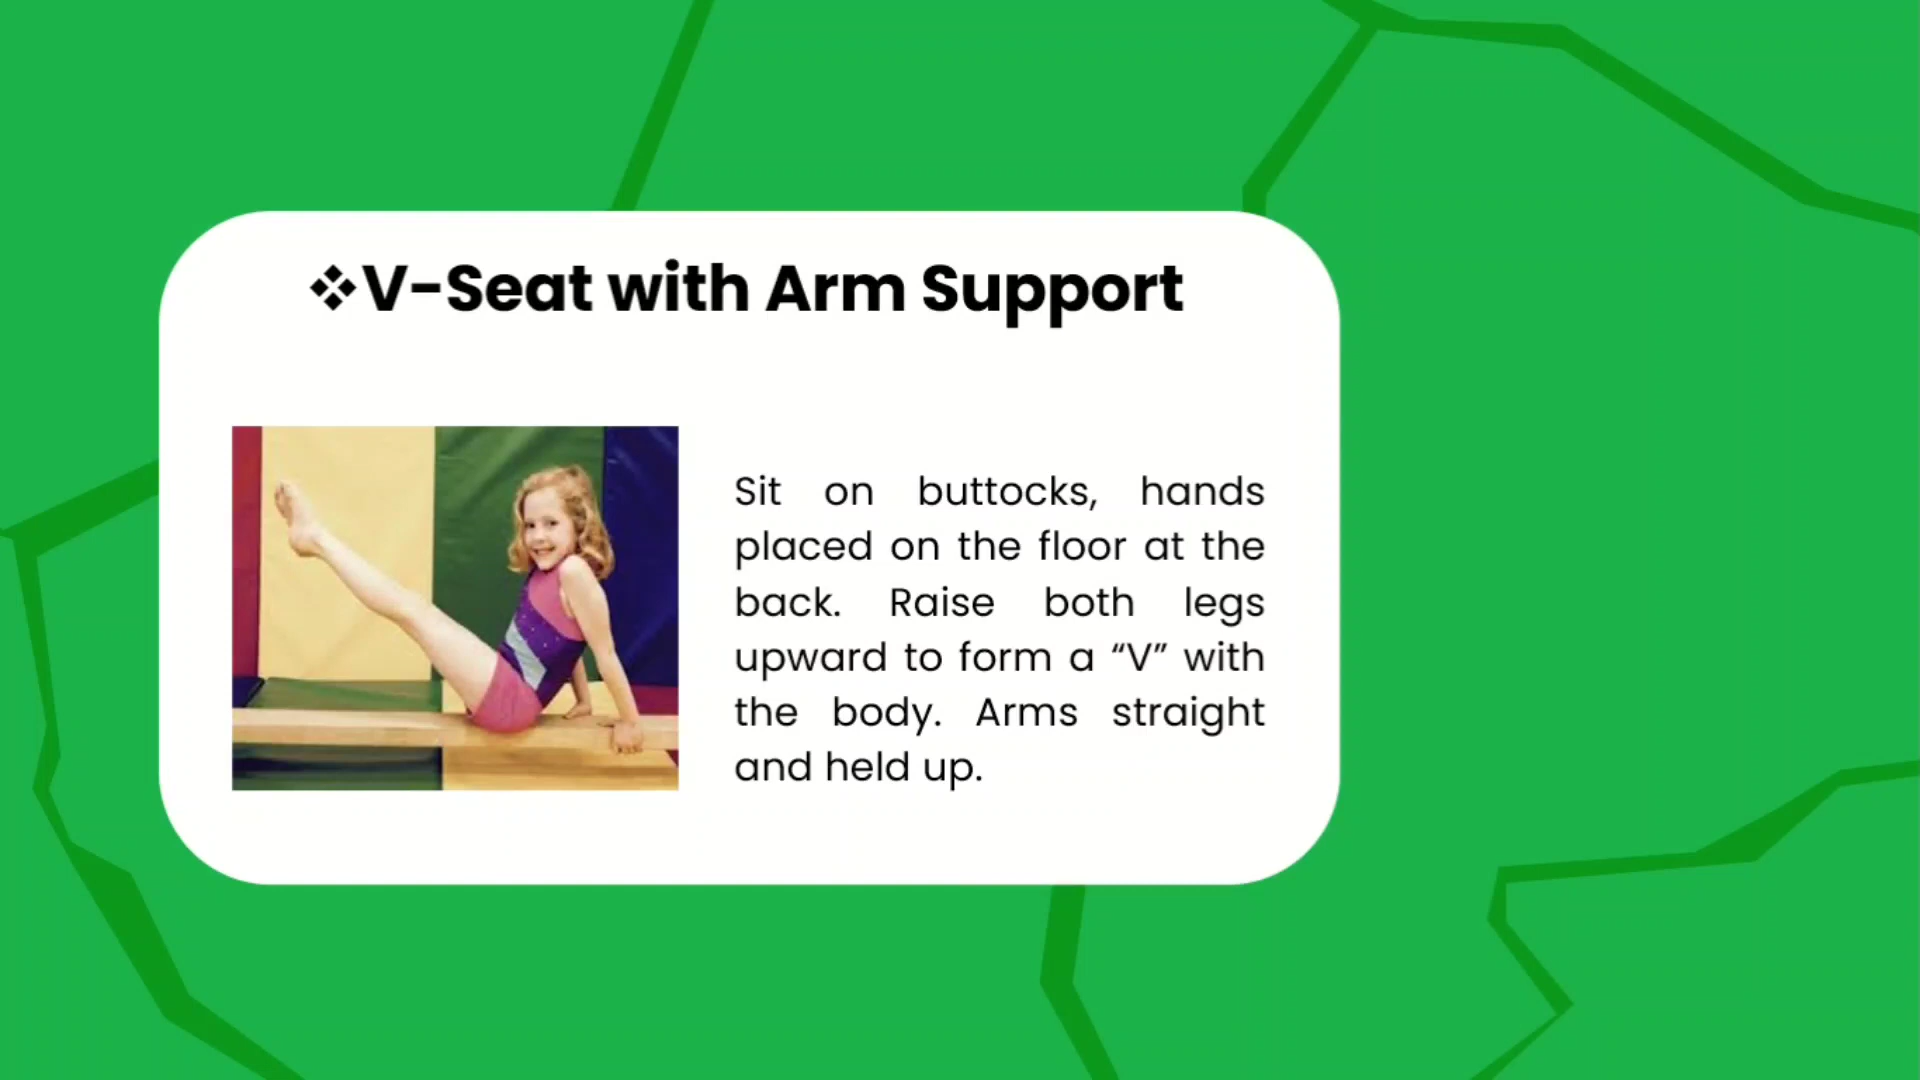 ❖V-Seat with Arm Support
Sit on buttocks, hands
placed on the floor at the
back. Raise both legs
upward to form a “V” with
the body. Arms straight
and held up.